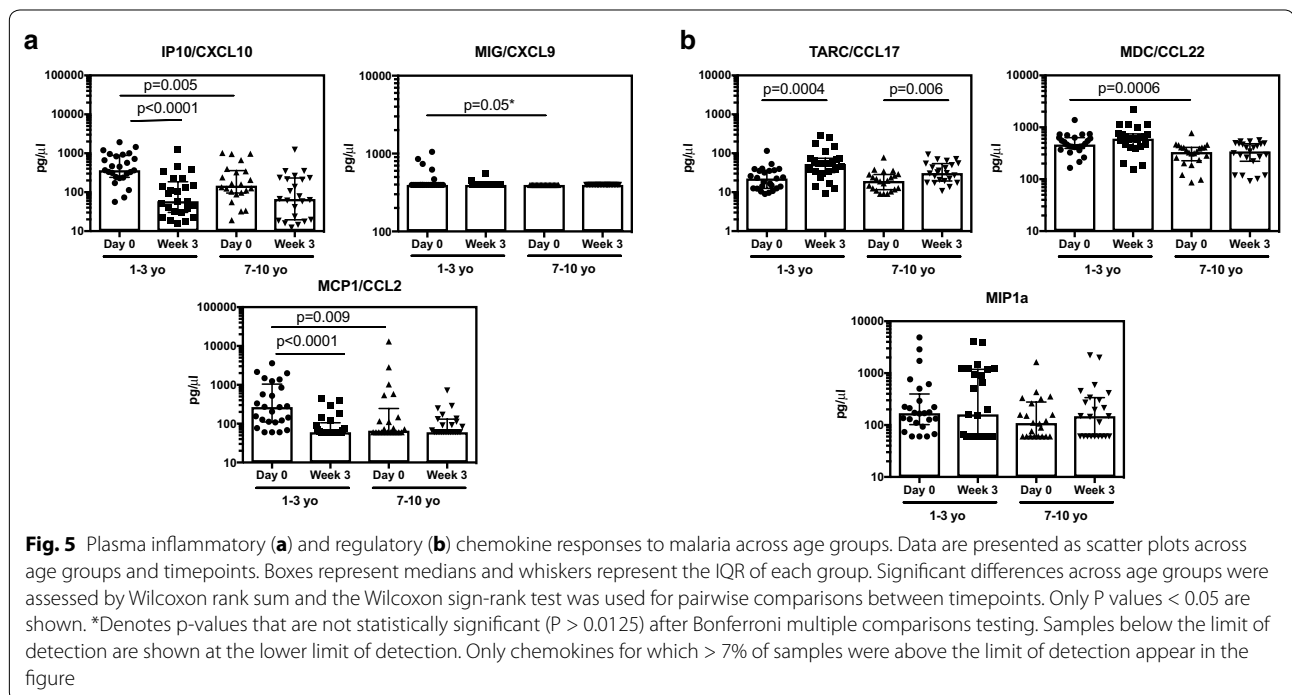 a
IP10/CXCL10
100000
10000
1000
100
10
pg/µl
p=0.005
p<0.0001
Day 0 Week 3 Day 0 Week 3
1-3 yo 7-10 yo
MIG/CXCL9
10000
1000
100
pg/µl
p=0.05*
Day 0 Week 3 Day 0 Week 3
1-3 yo 7-10 yo
MCP1/CCL2
100000
10000
1000
100
10
pg/µl
p=0.009
p<0.0001
Day 0 Week 3 Day 0 Week 3
1-3 yo 7-10 yo
b
TARC/CCL17
10000
1000
100
10
1
pg/µl
p=0.0004 p=0.006
Day 0 Week 3 Day 0 Week 3
1-3 yo 7-10 yo
MDC/CCL22
10000
1000
100
10
pg/µl
p=0.0006
Day 0 Week 3 Day 0 Week 3
1-3 yo 7-10 yo
MIP1a
10000
1000
100
10
pg/µl
Day 0 Week 3 Day 0 Week 3
1-3 yo 7-10 yo
Fig. 5 Plasma inflammatory (a) and regulatory (b) chemokine responses to malaria across age groups. Data are presented as scatter plots across
age groups and timepoints. Boxes represent medians and whiskers represent the IQR of each group. Significant differences across age groups were
assessed by Wilcoxon rank sum and the Wilcoxon sign-rank test was used for pairwise comparisons between timepoints. Only P values < 0.05 are
shown. *Denotes p-values that are not statistically significant (P > 0.0125) after Bonferroni multiple comparisons testing. Samples below the limit of
detection are shown at the lower limit of detection. Only chemokines for which > 7% of samples were above the limit of detection appear in the
figure